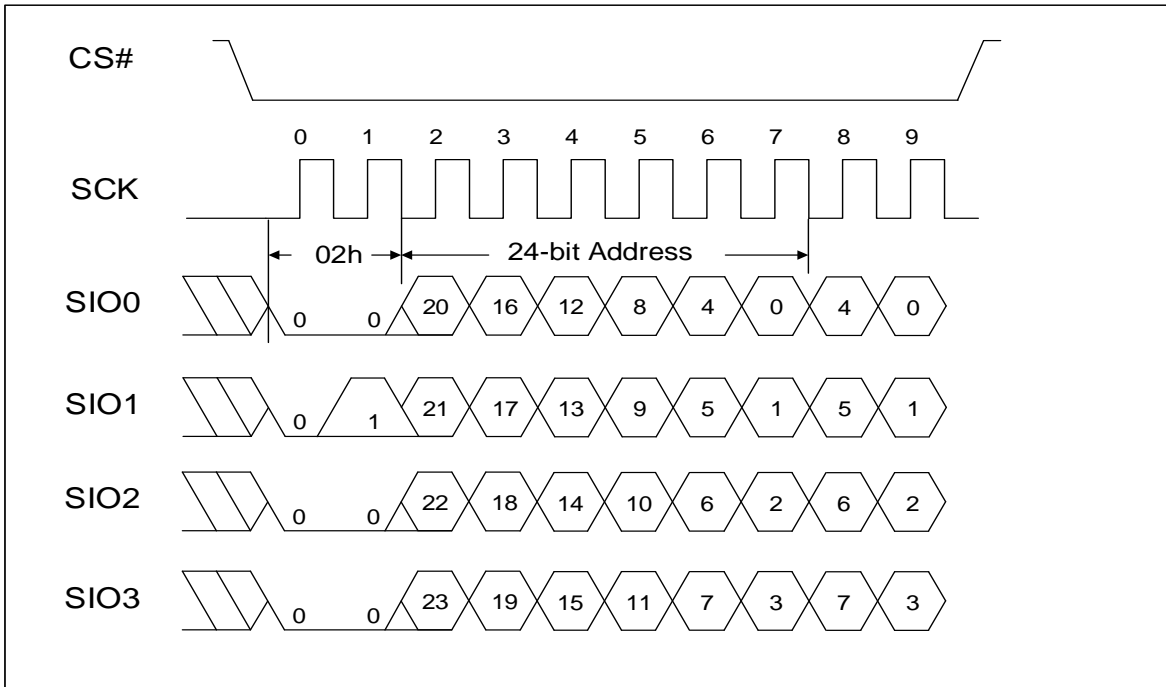 CS#
0 1 2 3 4 5 6 7 8 9
SCK
02h 24-bit Address
SIO0 0 0 20 16 12 8 4 0 4 0
SIO1 0 1 21 17 13 9 5 1 5 1
SIO2 0 0 22 18 14 10 6 2 6 2
SIO3 0 0 23 19 15 11 7 3 7 3